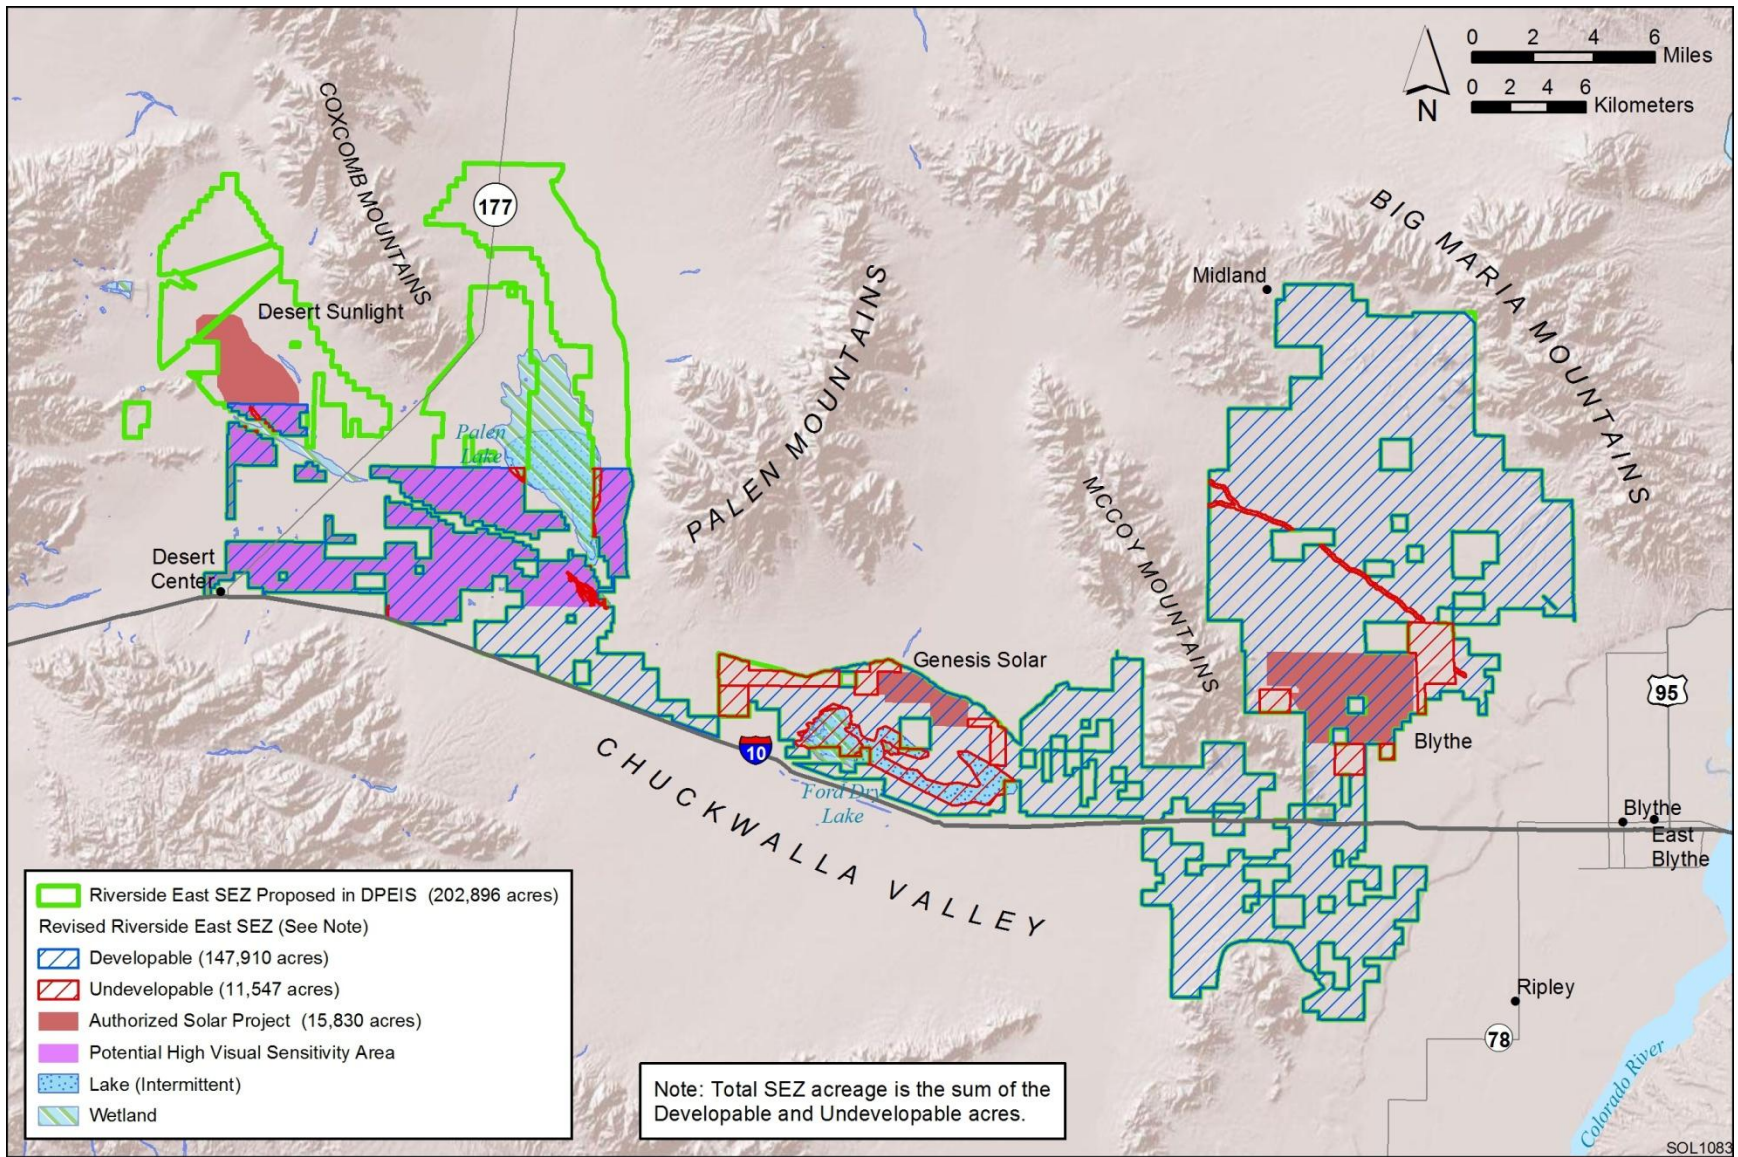 0 2 4 6
Miles
0 2 4 6
Kilometers
N
COXCOMB MOUNTAINS
177
BIG MARIA MOUNTAINS
Midland
Desert Sunlight
PALEN MOUNTAINS
Palen
Lake
MCCOY MOUNTAINS
Desert
Center
Genesis Solar
95
10
Blythe
Ford Dry
Lake
CHUCKWALLA VALLEY
Blythe
East
Blythe
Ripley
78
Colorado River
Riverside East SEZ Proposed in DPEIS (202,896 acres)
Revised Riverside East SEZ (See Note)
Developable (147,910 acres)
Undevelopable (11,547 acres)
Authorized Solar Project (15,830 acres)
Potential High Visual Sensitivity Area
Lake (Intermittent)
Wetland
Note: Total SEZ acreage is the sum of the
Developable and Undevelopable acres.
SOL1083